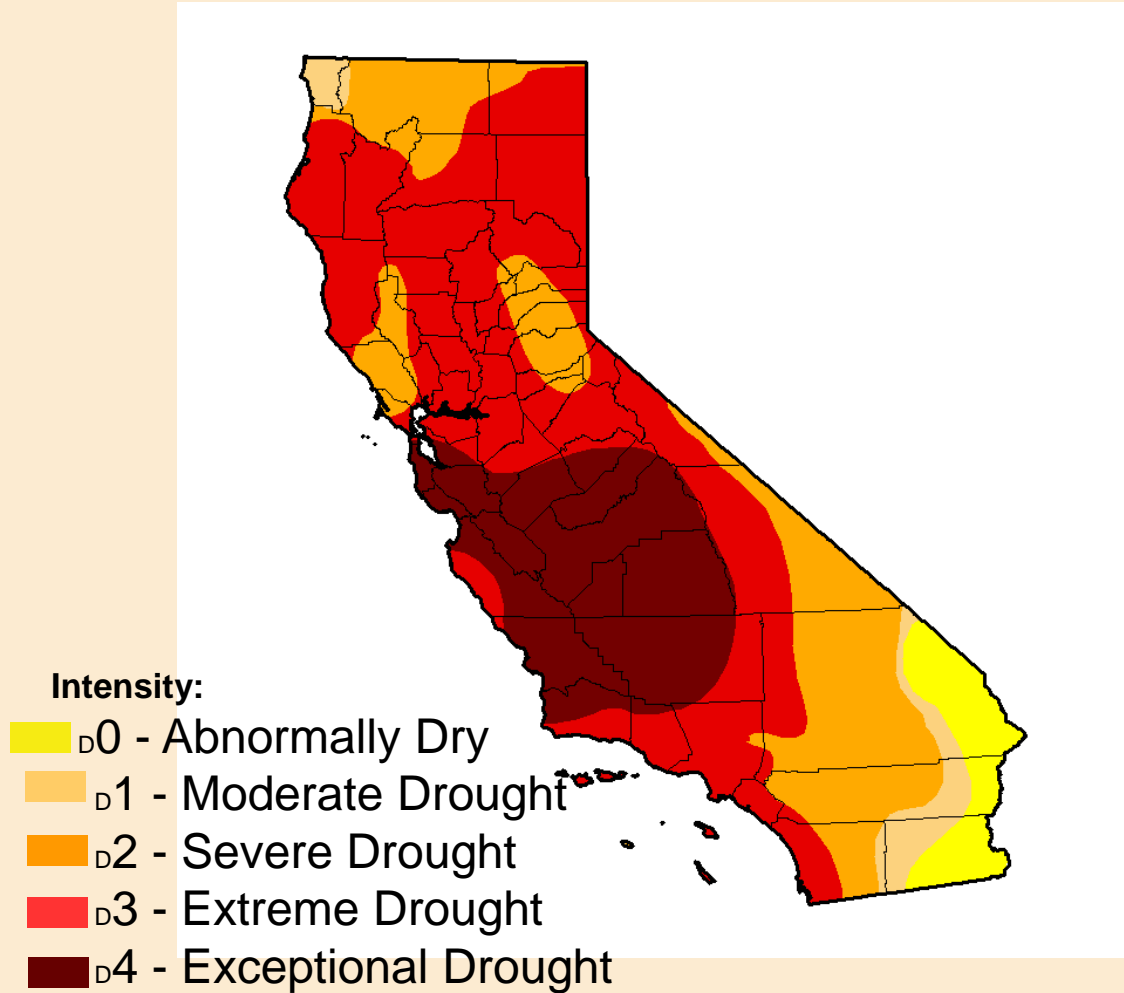 Intensity:
D0 - Abnormally Dry
D1 - Moderate Drought
D2 - Severe Drought
D3 - Extreme Drought
D4 - Exceptional Drought